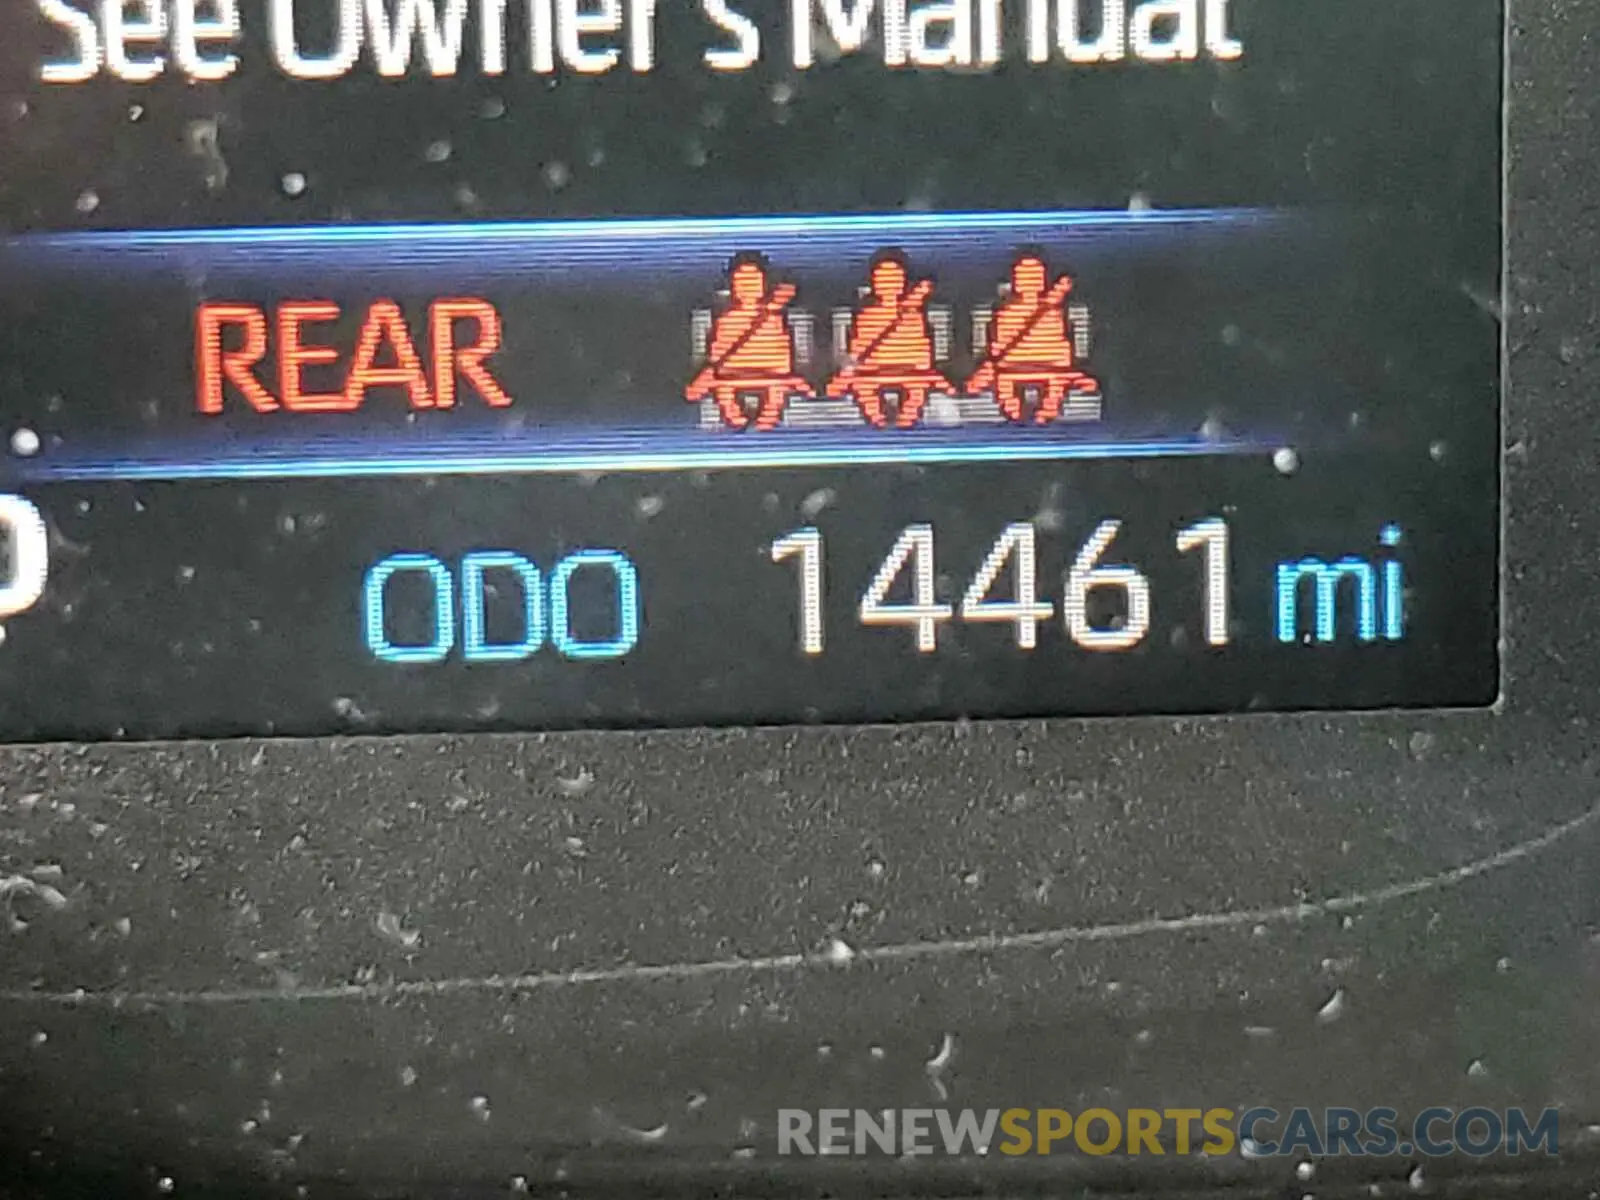 See Owner's Manual
REAR
ODO 14461 mi
RENEWSPORTSCARS.COM